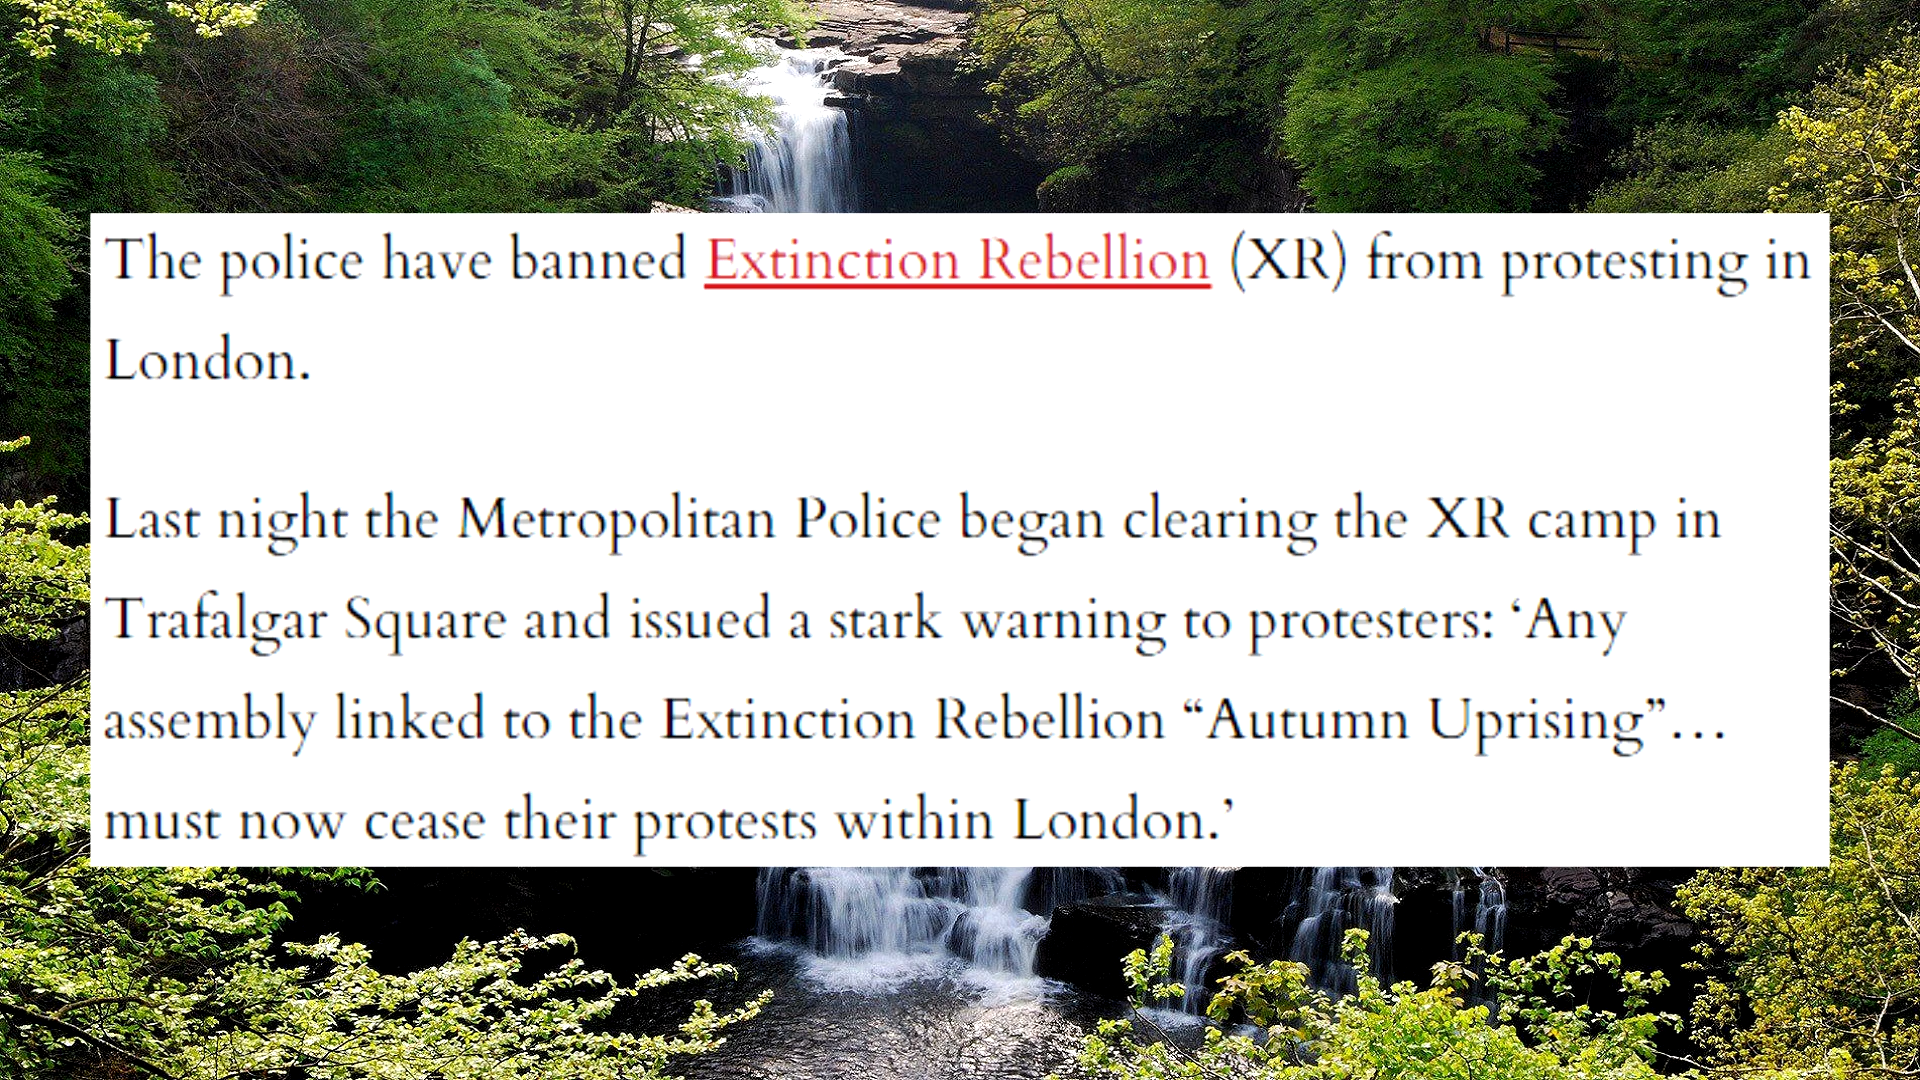 The police have banned Extinction Rebellion (XR) from protesting in
London.
Last night the Metropolitan Police began clearing the XR camp in
Trafalgar Square and issued a stark warning to protesters: ‘Any
assembly linked to the Extinction Rebellion “Autumn Uprising”…
must now cease their protests within London.’